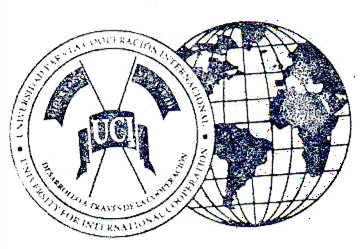 UNIVERSIDAD PARA LA COOPERACIÓN INTERNACIONAL
UCI
DESARROLLO A TRAVÉS DE LA COOPERACIÓN
UNIVERSITY FOR INTERNATIONAL COOPERATION